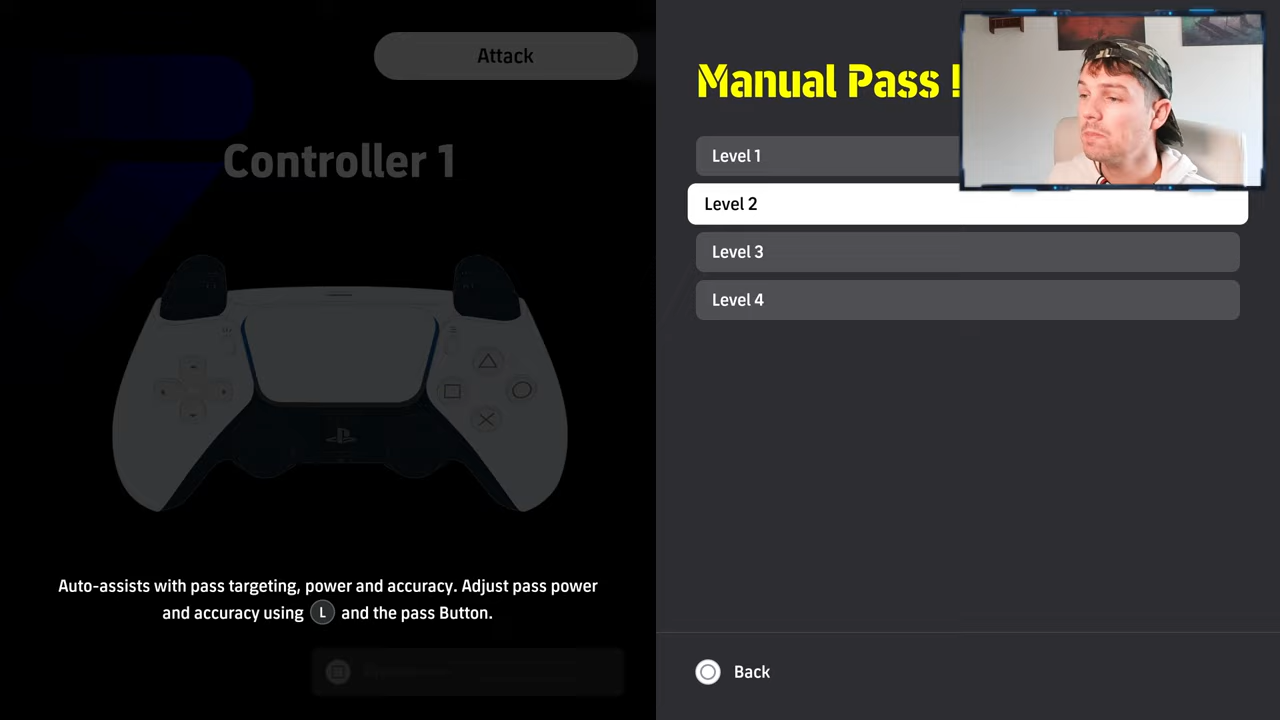 Attack
Manual Pass !
Controller 1
Level 1
Level 2
Level 3
Level 4
Auto-assists with pass targeting, power and accuracy. Adjust pass power
and accuracy using L and the pass Button.
Back